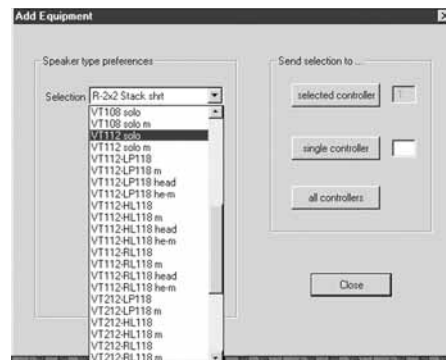 Add Equipment
Speaker type preferences
Selection
R-2x2 Stack shrt
VT108 solo
VT108 solo m
VT112 solo
VT112 solo m
VT112-LP118
VT112-LP118 m
VT112-LP118 head
VT112-LP118 he-m
VT112-HL118
VT112-HL118 m
VT112-HL118 head
VT112-HL118 he-m
VT112-RL118
VT112-RL118 m
VT112-RL118 head
VT112-RL118 he-m
VT212-LP118
VT212-LP118 m
VT212-HL118
VT212-HL118 m
VT212-RL118
VT212-RL118 m
Send selection to ...
selected controller
1
single controller
all controllers
Close